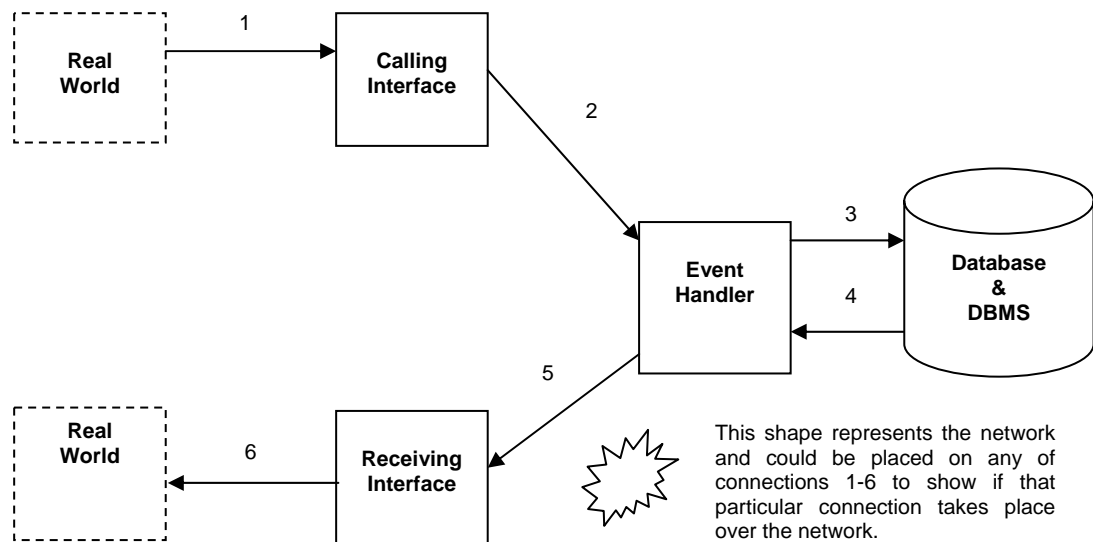 1
Real
World
Calling
Interface
2
3
Event
Handler
Database
&
DBMS
4
5
Real
World
6
Receiving
Interface
This shape represents the network
and could be placed on any of
connections 1-6 to show if that
particular connection takes place
over the network.